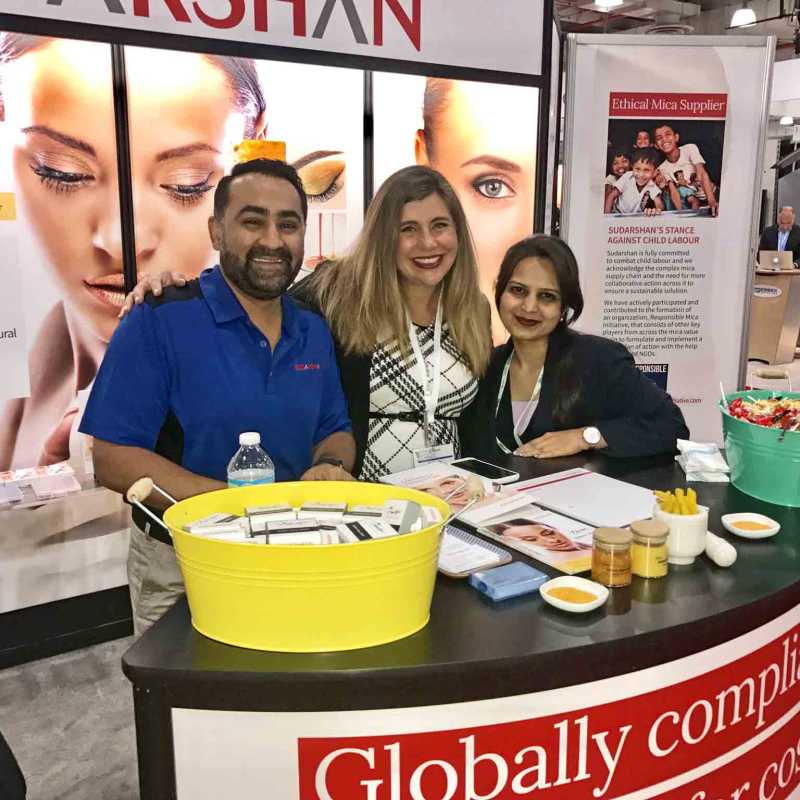 ARSHAN
Ethical Mica Supplier
SUDARSHAN'S STANCE
AGAINST CHILD LABOUR
Sudarshan is fully committed
to combat child labour and we
acknowledge the complex mica
supply chain and the need for more
collaborative action across it to
ensure a sustainable solution.
We have actively participated and
contributed to the formation of
an organization, Responsible Mica
Initiative, that consists of other key
players from across the mica value
to formulate and implement a
of action with the help
NGOs.
ural
Globally complia
for cos